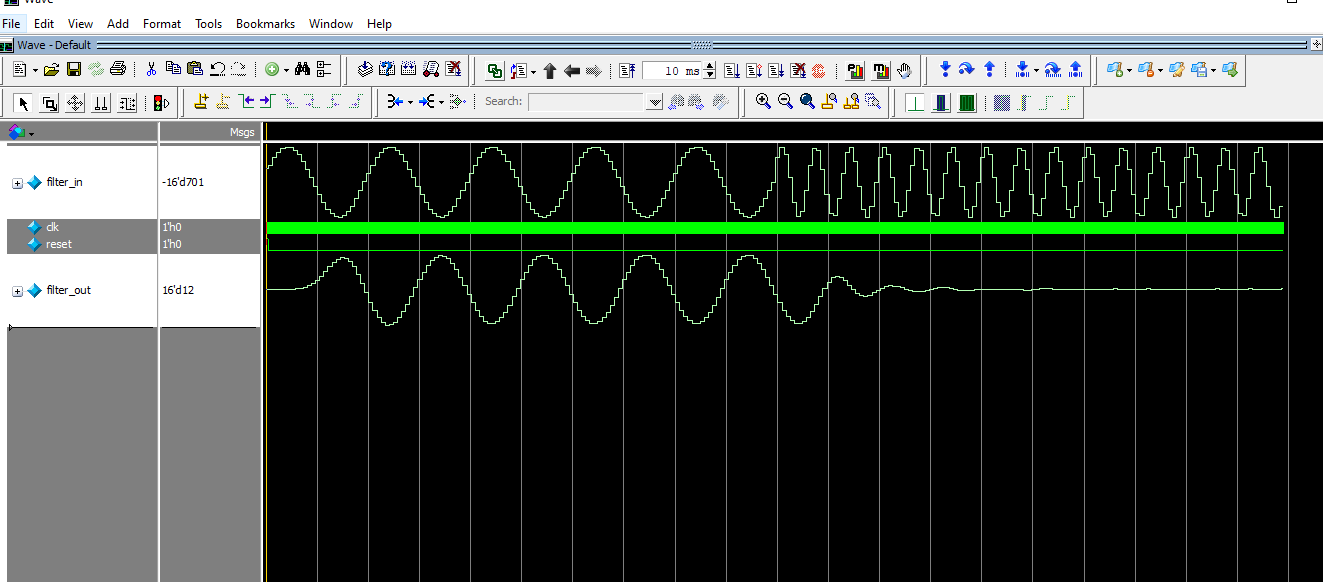 Wave
File Edit View Add Format Tools Bookmarks Window Help
Wave - Default
10 ms
Search:
Msgs
filter_in -16'd701
clk 1'h0
reset 1'h0
filter_out 16'd12